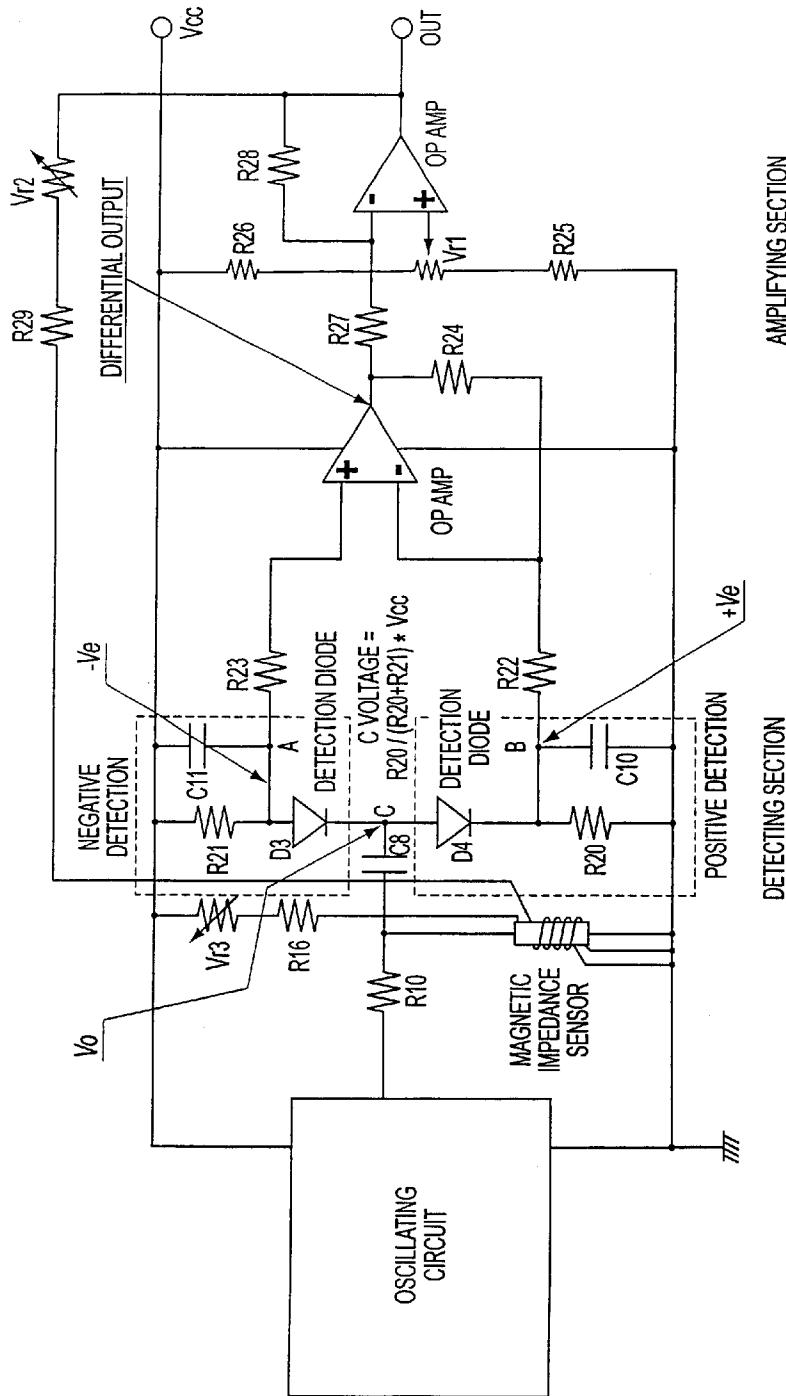 Vcc
OUT
Vr2
R29
DIFFERENTIAL OUTPUT
R28
OP AMP
-
+
R26
Vr1
R25
R27
R24
+
-
OP AMP
AMPLIFYING SECTION
-Ve
R23
C VOLTAGE =
R20 / (R20+R21) * Vcc
R22
+Ve
NEGATIVE
DETECTION
C11
A
R21
D3
DETECTION DIODE
C
C8
DETECTION
DIODE
D4
B
C10
R20
POSITIVE DETECTION
DETECTING SECTION
Vo
Vr3
R16
R10
MAGNETIC
IMPEDANCE
SENSOR
OSCILLATING
CIRCUIT